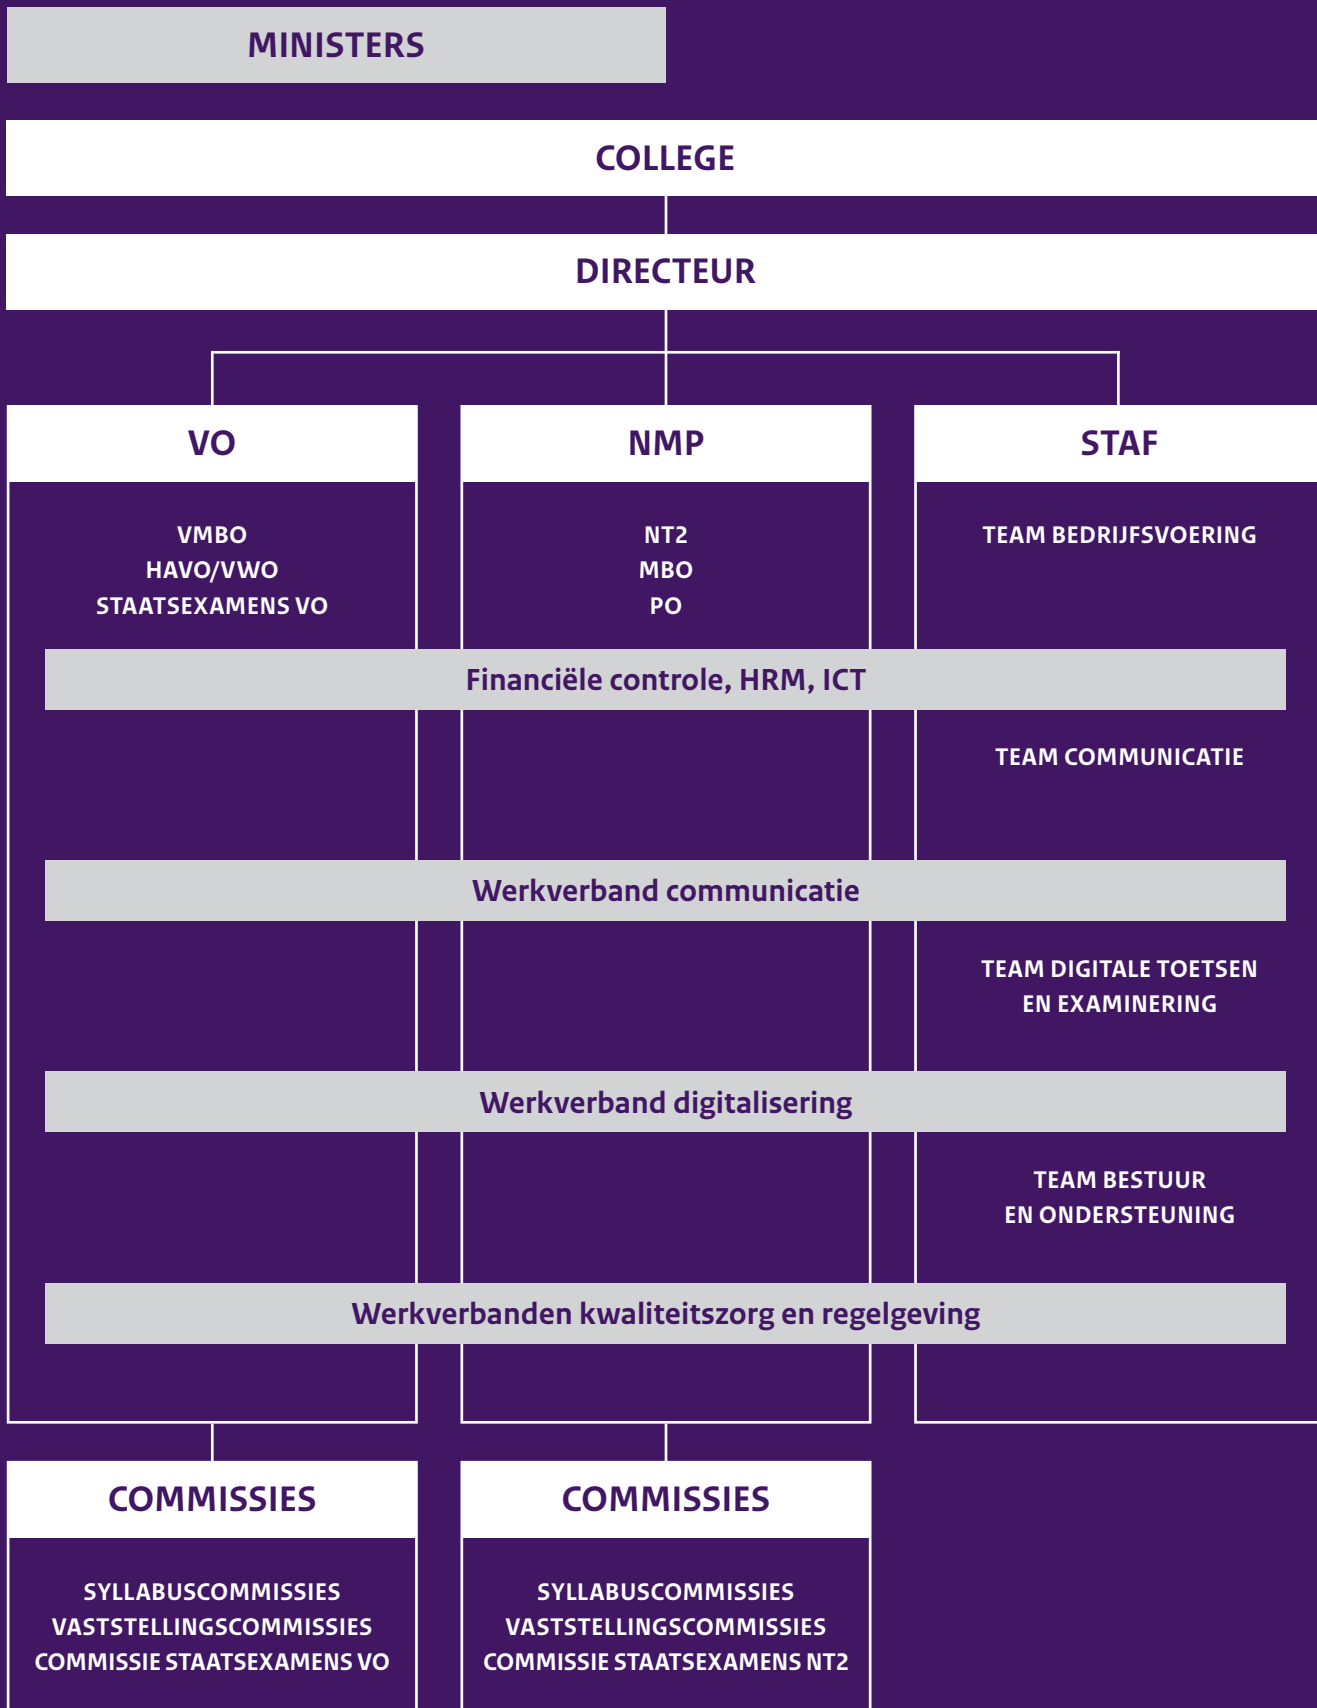 MINISTERS
COLLEGE
DIRECTEUR
VO
NMP
STAF
VMBO
HAVO/VWO
STAATSEXAMENS VO
NT2
MBO
PO
TEAM BEDRIJFSVOERING
Financiële controle, HRM, ICT
TEAM COMMUNICATIE
Werkverband communicatie
TEAM DIGITALE TOETSEN
EN EXAMINERING
Werkverband digitalisering
TEAM BESTUUR
EN ONDERSTEUNING
Werkverbanden kwaliteitszorg en regelgeving
COMMISSIES
SYLLABUSCOMMISSIES
VASTSTELLINGSCOMMISSIES
COMMISSIE STAATSEXAMENS VO
COMMISSIES
SYLLABUSCOMMISSIES
VASTSTELLINGSCOMMISSIES
COMMISSIE STAATSEXAMENS NT2